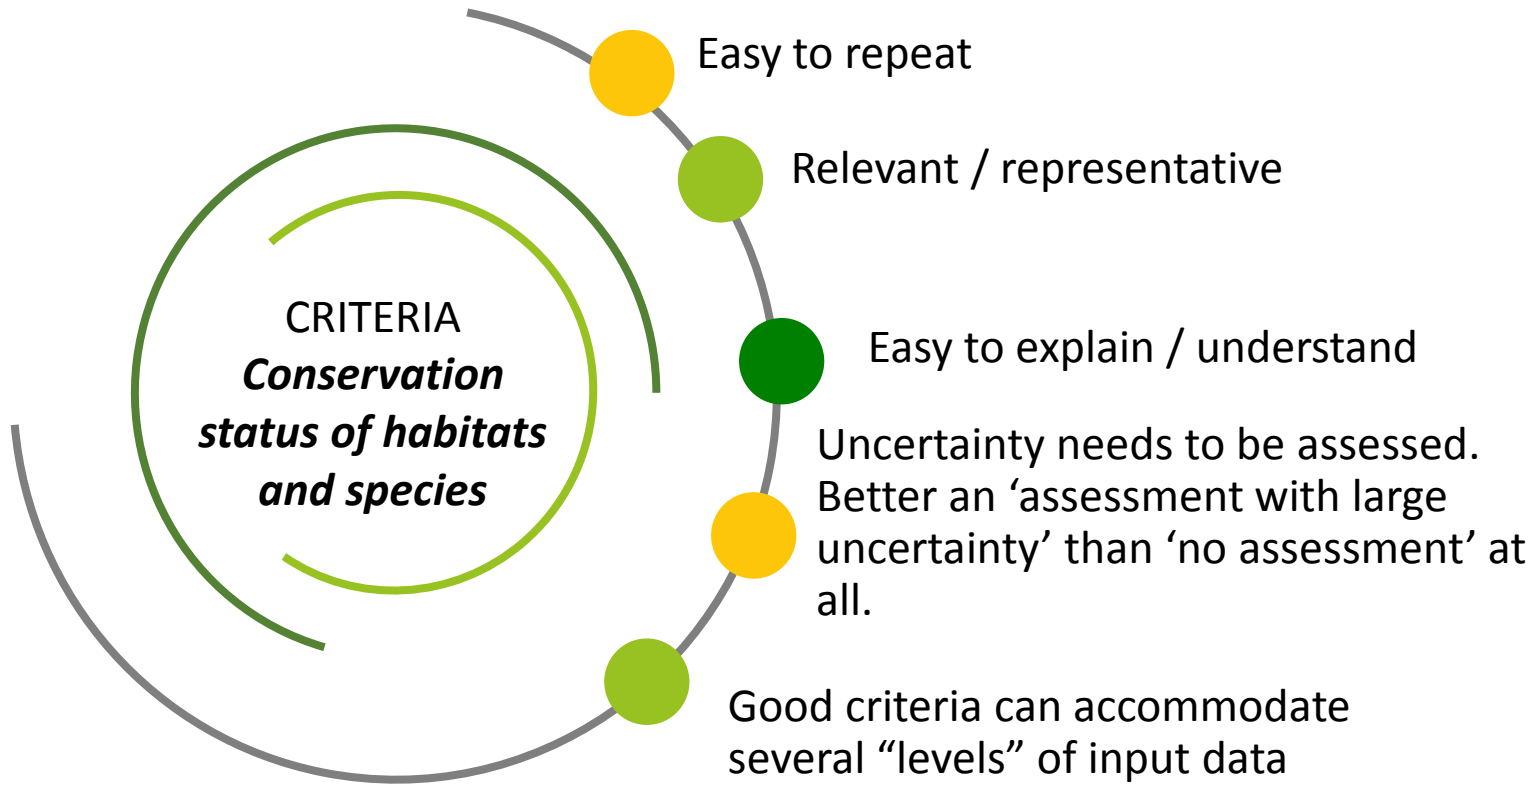 CRITERIA
Conservation
status of habitats
and species
Easy to repeat
Relevant / representative
Easy to explain / understand
Uncertainty needs to be assessed.
Better an ‘assessment with large
uncertainty’ than ‘no assessment’ at
all.
Good criteria can accommodate
several “levels” of input data